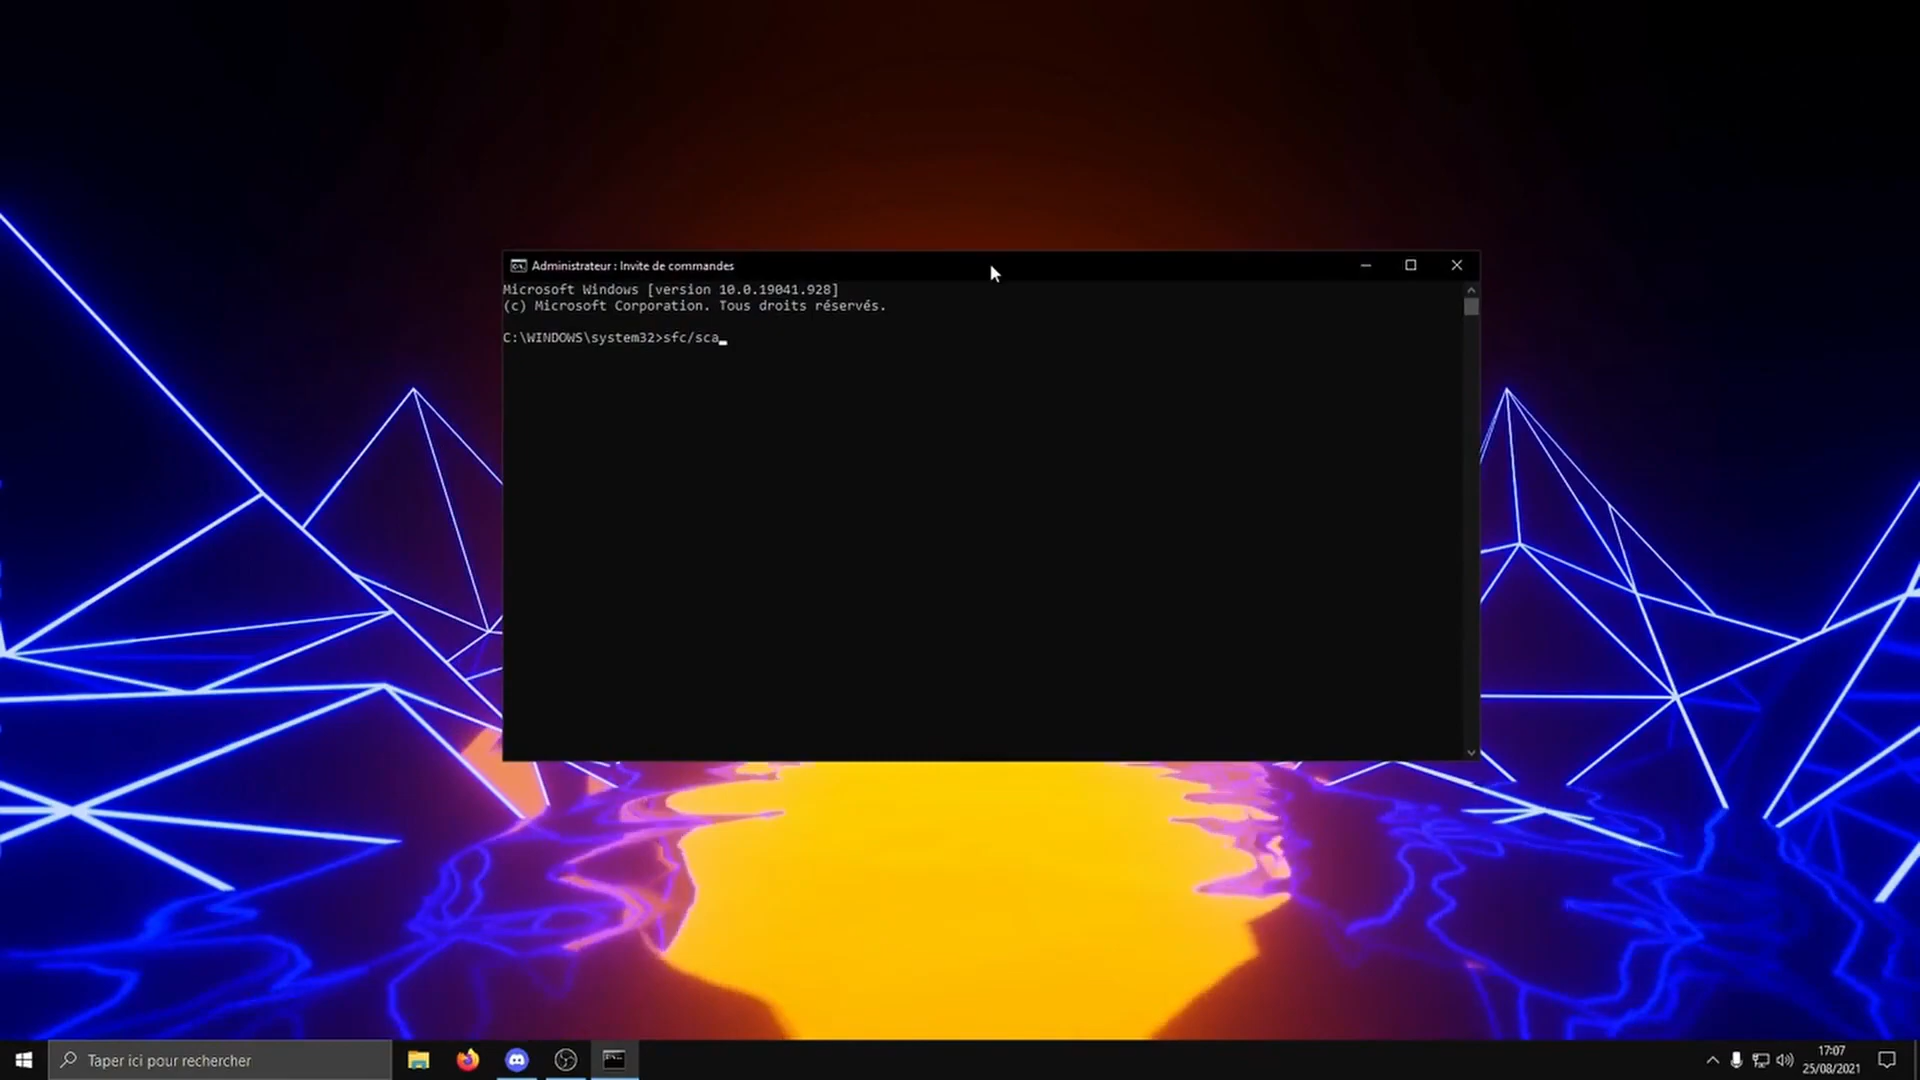 Administrateur : Invite de commandes
Microsoft Windows [version 10.0.19041.928]
(c) Microsoft Corporation. Tous droits réservés.
C:\WINDOWS\system32>sfc/sca
Taper ici pour rechercher
17:07
25/08/2021